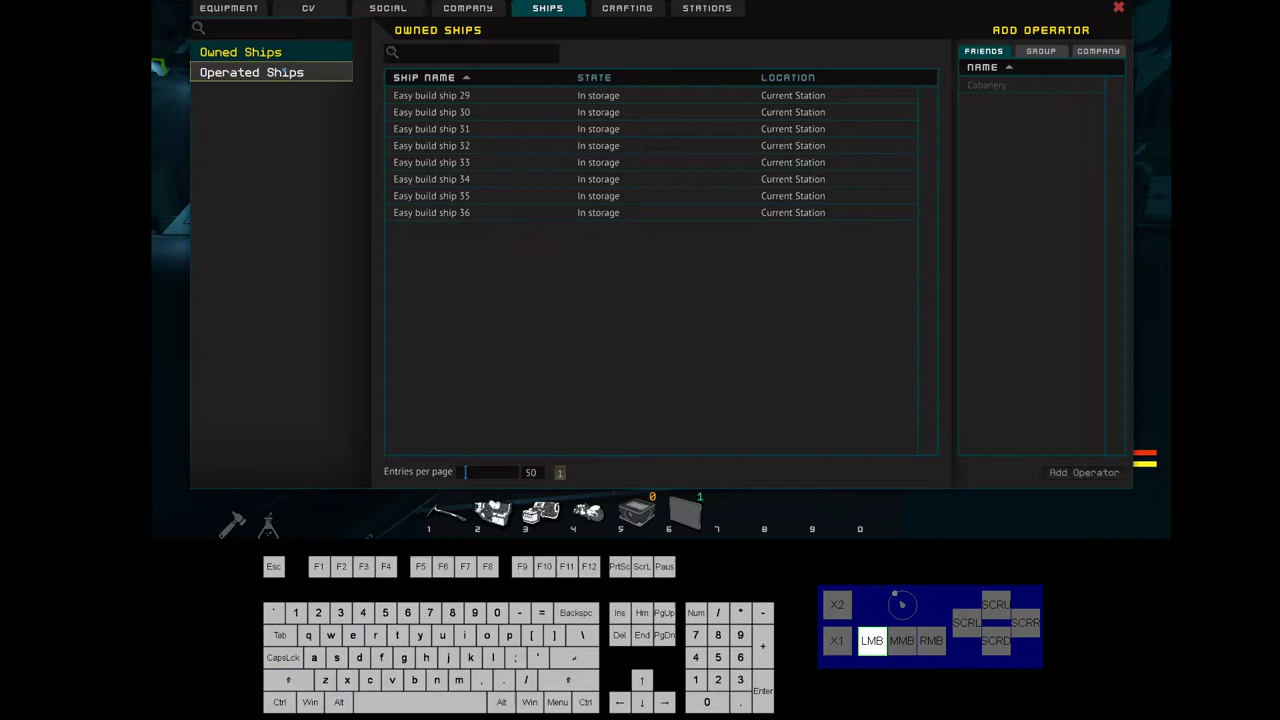 EQUIPMENT CV SOCIAL COMPANY SHIPS CRAFTING STATIONS
OWNED SHIPS
ADD OPERATOR
Owned Ships
Operated Ships
FRIENDS GROUP COMPANY
NAME
Cabanery
SHIP NAME STATE LOCATION
Easy build ship 29 In storage Current Station
Easy build ship 30 In storage Current Station
Easy build ship 31 In storage Current Station
Easy build ship 32 In storage Current Station
Easy build ship 33 In storage Current Station
Easy build ship 34 In storage Current Station
Easy build ship 35 In storage Current Station
Easy build ship 36 In storage Current Station
Entries per page 50 1
Add Operator
0 1
1 2 3 4 5 6 7 8 9 0
Esc F1 F2 F3 F4 F5 F6 F7 F8 F9 F10 F11 F12 PrtSc ScrL Paus
` 1 2 3 4 5 6 7 8 9 0 - = Backspc Ins Hm PgUp Num / * -
Tab q w e r t y u i o p [ ] \ Del End PgDn 7 8 9 +
CapsLck a s d f g h j k l ; ' 4 5 6
z x c v b n m , . / 1 2 3 Enter
Ctrl Win Alt Alt Win Menu Ctrl 0 .
X2 SCRU
SCRL SCRR
X1 LMB MMB RMB SCRD